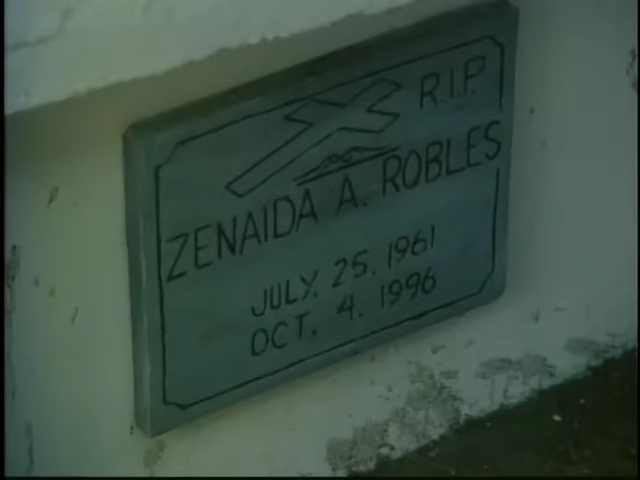 R.I.P.
ZENAIDA A. ROBLES
JULY. 25. 1961
OCT. 4. 1996